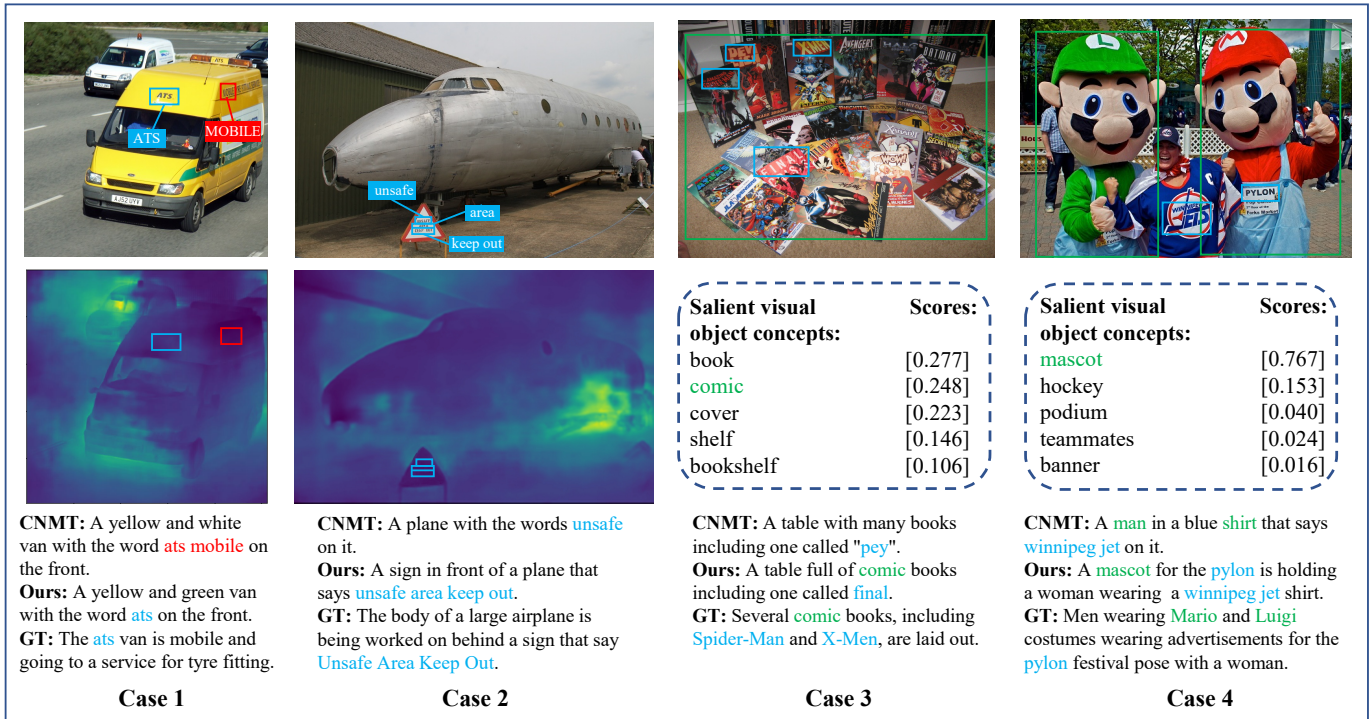 ATS
ATS
MOBILE
ATS
AJ52 UYV
unsafe
area
keep out
AVENGERS
BATMAN
FINAL
L
M
PYLON
WINNIPEG
JETS
C
Salient visual Scores:
object concepts:
book [0.277]
comic [0.248]
cover [0.223]
shelf [0.146]
bookshelf [0.106]
Salient visual Scores:
object concepts:
mascot [0.767]
hockey [0.153]
podium [0.040]
teammates [0.024]
banner [0.016]
CNMT: A yellow and white
van with the word ats mobile on
the front.
Ours: A yellow and green van
with the word ats on the front.
GT: The ats van is mobile and
going to a service for tyre fitting.
Case 1
CNMT: A plane with the words unsafe
on it.
Ours: A sign in front of a plane that
says unsafe area keep out.
GT: The body of a large airplane is
being worked on behind a sign that say
Unsafe Area Keep Out.
Case 2
CNMT: A table with many books
including one called "pey".
Ours: A table full of comic books
including one called final.
GT: Several comic books, including
Spider-Man and X-Men, are laid out.
Case 3
CNMT: A man in a blue shirt that says
winnipeg jet on it.
Ours: A mascot for the pylon is holding
a woman wearing a winnipeg jet shirt.
GT: Men wearing Mario and Luigi
costumes wearing advertisements for the
pylon festival pose with a woman.
Case 4